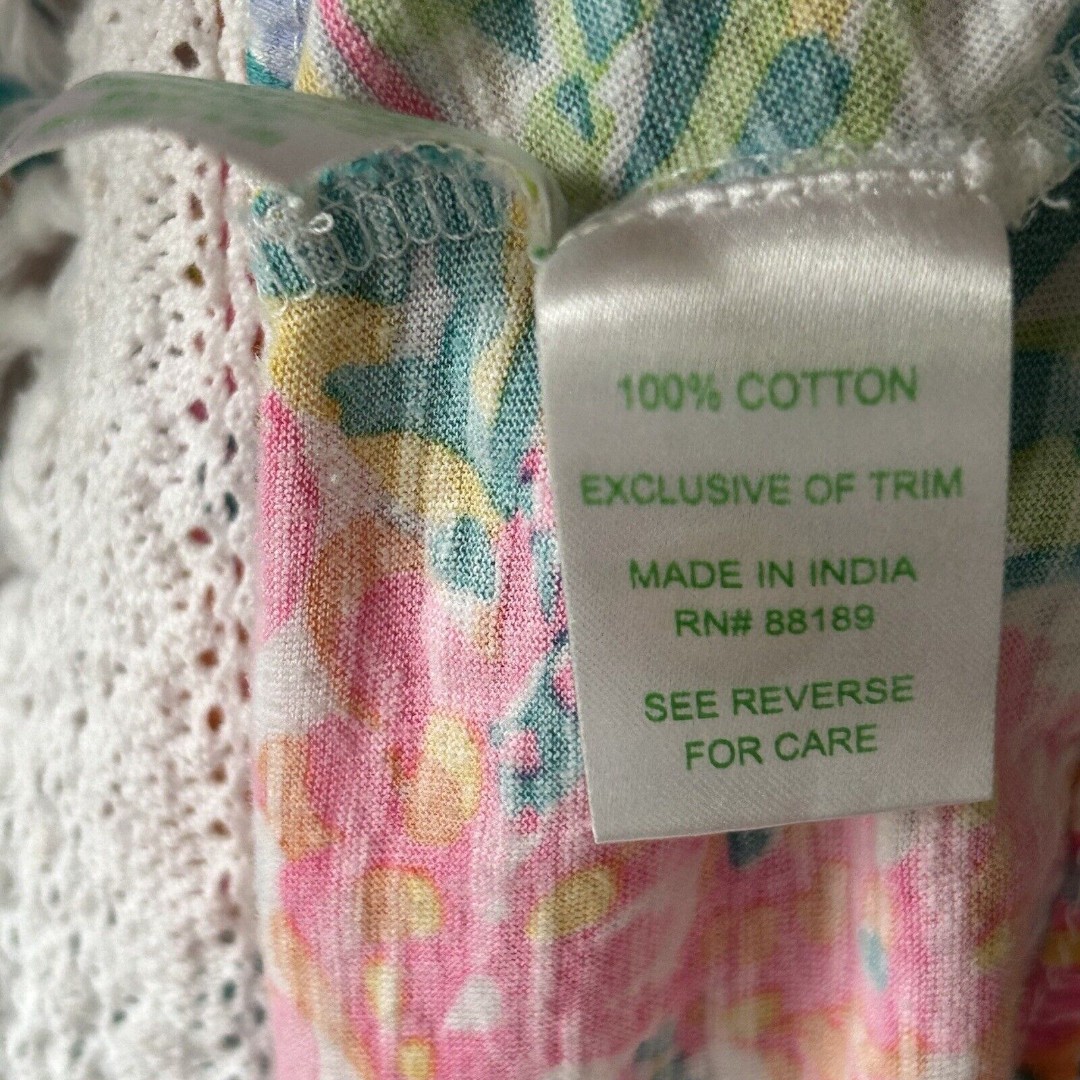 100% COTTON
EXCLUSIVE OF TRIM
MADE IN INDIA
RN# 88189
SEE REVERSE
FOR CARE